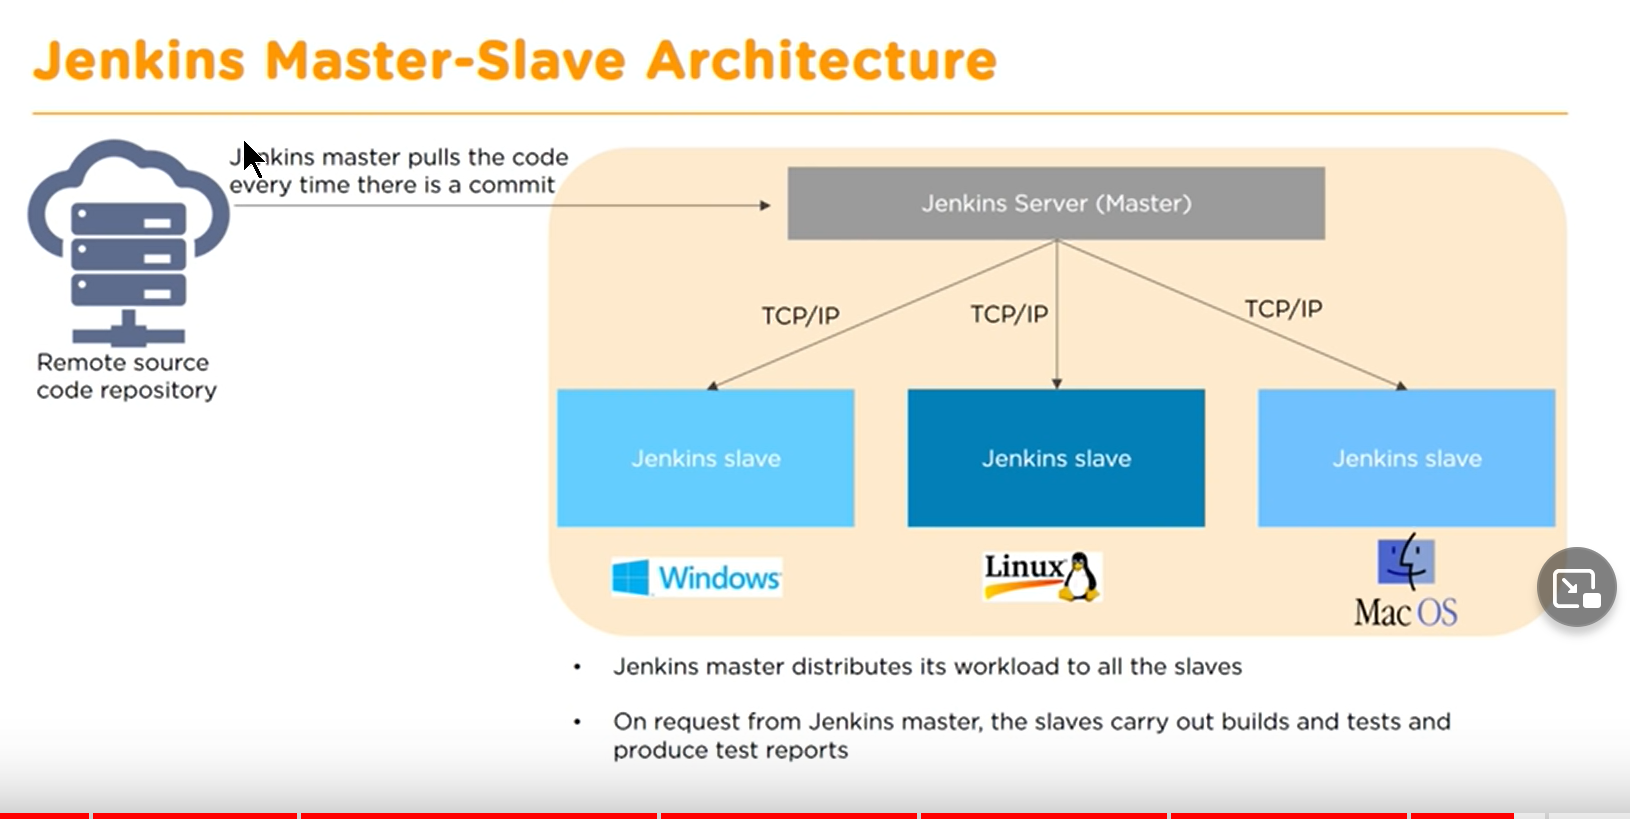 Jenkins Master-Slave Architecture
Jenkins master pulls the code
every time there is a commit
Remote source
code repository
Jenkins Server (Master)
TCP/IP
TCP/IP
TCP/IP
Jenkins slave
Jenkins slave
Jenkins slave
Windows
Linux
Mac OS
• Jenkins master distributes its workload to all the slaves
• On request from Jenkins master, the slaves carry out builds and tests and
produce test reports